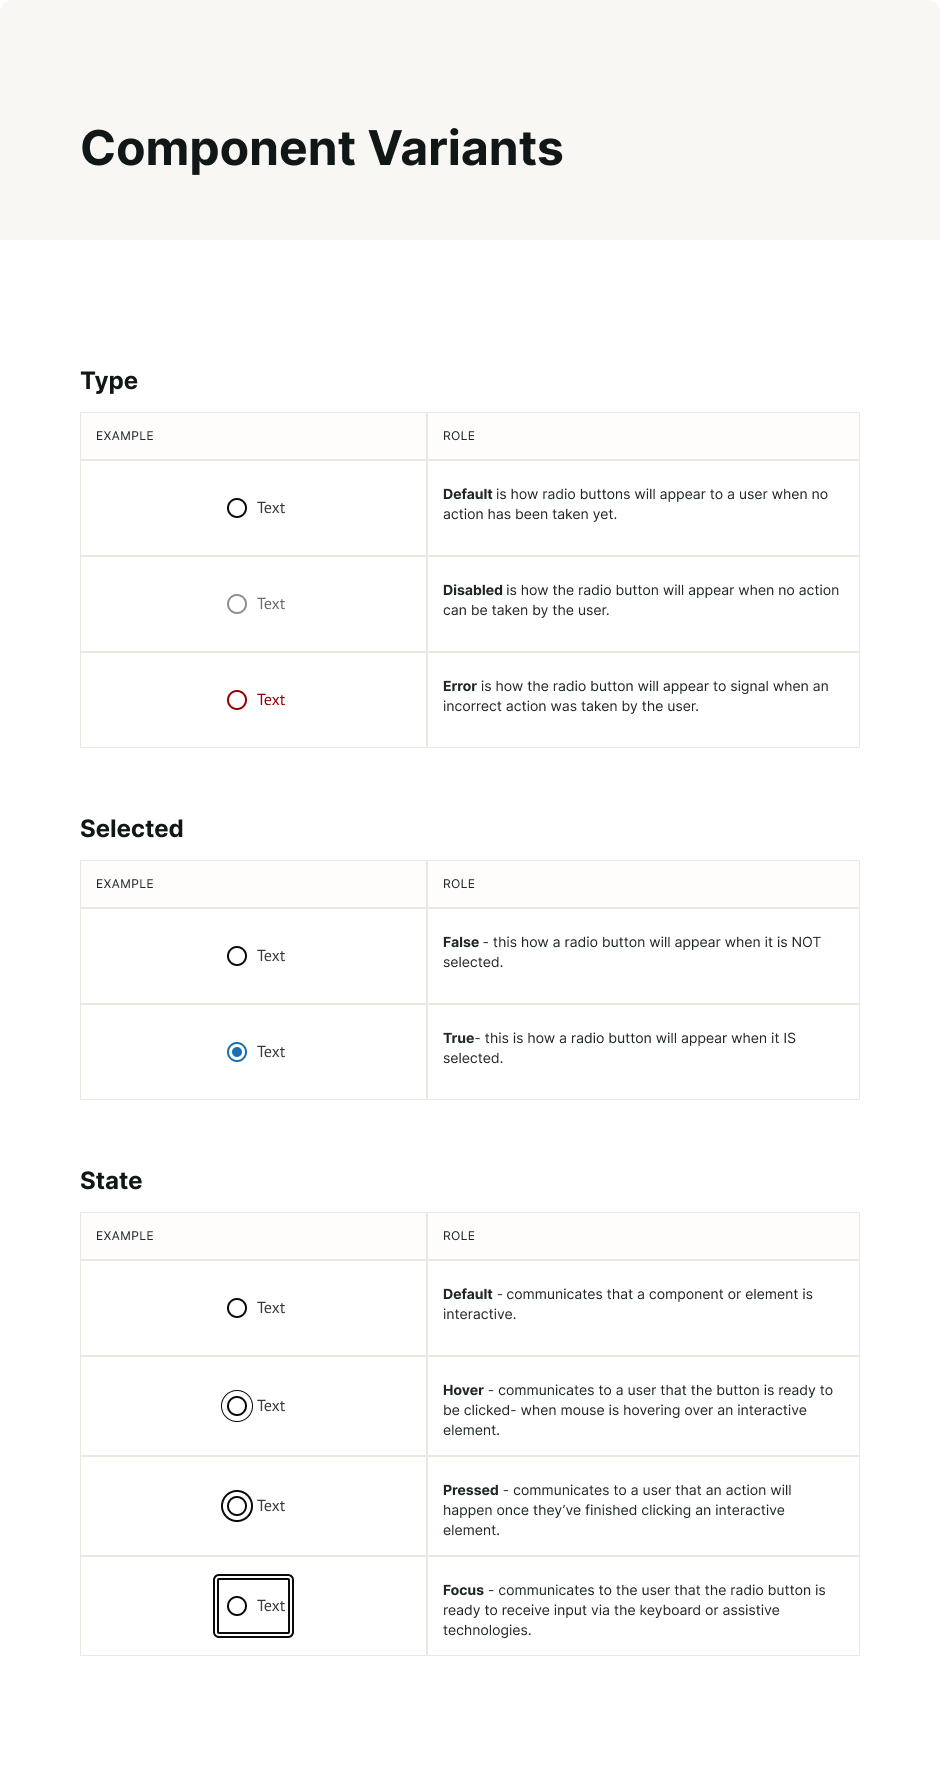 Component Variants
Type
EXAMPLE
ROLE
Text
Default is how radio buttons will appear to a user when no
action has been taken yet.
Text
Disabled is how the radio button will appear when no action
can be taken by the user.
Text
Error is how the radio button will appear to signal when an
incorrect action was taken by the user.
Selected
EXAMPLE
ROLE
Text
False - this how a radio button will appear when it is NOT
selected.
Text
True- this is how a radio button will appear when it IS
selected.
State
EXAMPLE
ROLE
Text
Default - communicates that a component or element is
interactive.
Text
Hover - communicates to a user that the button is ready to
be clicked- when mouse is hovering over an interactive
element.
Text
Pressed - communicates to a user that an action will
happen once they’ve finished clicking an interactive
element.
Text
Focus - communicates to the user that the radio button is
ready to receive input via the keyboard or assistive
technologies.